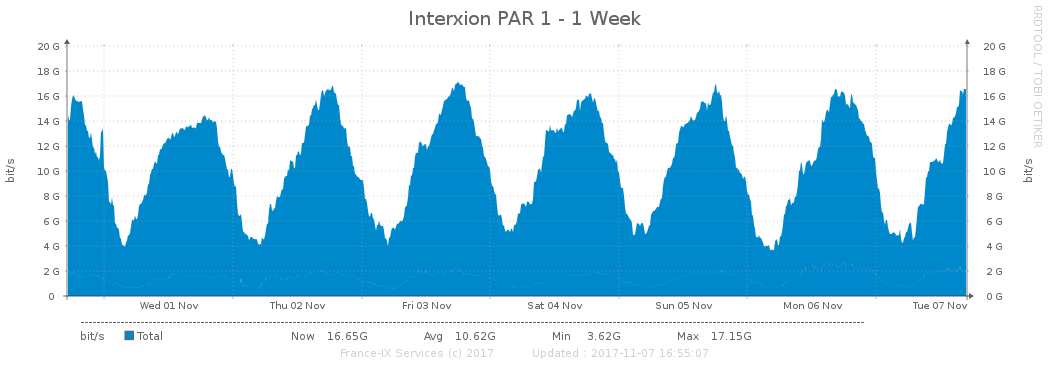 Interxion PAR 1 - 1 Week
RRDTOOL / TOBI OETIKER
20 G 20 G
18 G 18 G
16 G 16 G
14 G 14 G
12 G 12 G
10 G 10 G
8 G 8 G
6 G 6 G
4 G 4 G
2 G 2 G
0 0 G
bit/s bit/s
Wed 01 Nov Thu 02 Nov Fri 03 Nov Sat 04 Nov Sun 05 Nov Mon 06 Nov Tue 07 Nov
bit/s Total Now 16.65G Avg 10.62G Min 3.62G Max 17.15G
France-IX Services (c) 2017 Updated : 2017-11-07 16:55:07